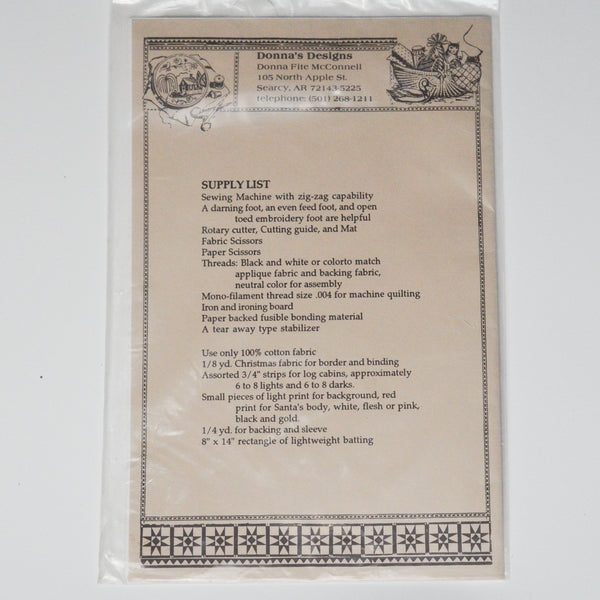 Donna's Designs
Donna Fite McConnell
105 North Apple St.
Searcy, AR 72143-5225
telephone: (501) 268-1211
SUPPLY LIST
Sewing Machine with zig-zag capability
A darning foot, an even feed foot, and open
toed embroidery foot are helpful
Rotary cutter, Cutting guide, and Mat
Fabric Scissors
Paper Scissors
Threads: Black and white or colorto match
applique fabric and backing fabric,
neutral color for assembly
Mono-filament thread size .004 for machine quilting
Iron and ironing board
Paper backed fusible bonding material
A tear away type stabilizer
Use only 100% cotton fabric
1/8 yd. Christmas fabric for border and binding
Assorted 3/4" strips for log cabins, approximately
6 to 8 lights and 6 to 8 darks.
Small pieces of light print for background, red
print for Santa's body, white, flesh or pink,
black and gold.
1/4 yd. for backing and sleeve
8" x 14" rectangle of lightweight batting